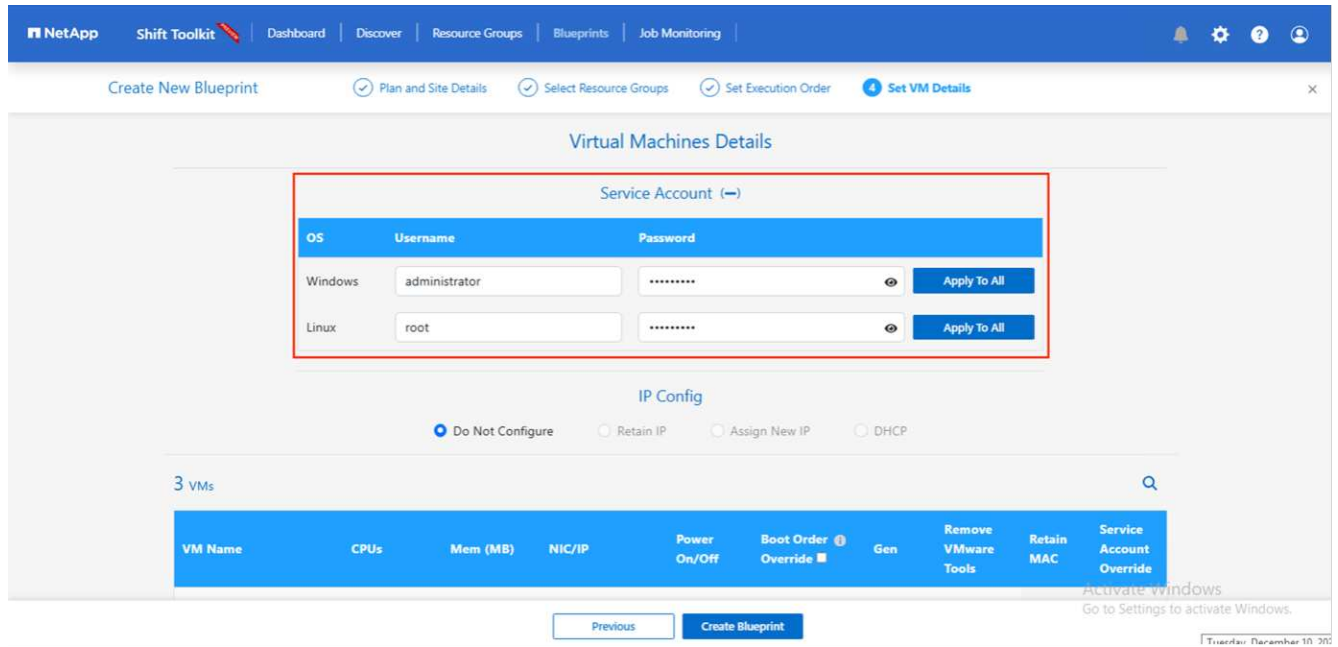 NetApp Shift Toolkit Dashboard Discover Resource Groups Blueprints Job Monitoring
Create New Blueprint Plan and Site Details Select Resource Groups Set Execution Order 4 Set VM Details ×
Virtual Machines Details
Service Account (−)
OS Username Password
Windows administrator ••••••••• Apply To All
Linux root ••••••••• Apply To All
IP Config
Do Not Configure Retain IP Assign New IP DHCP
3 VMs
VM Name CPUs Mem (MB) NIC/IP Power On/Off Boot Order Override Gen Remove VMware Tools Retain MAC Service Account Override
Activate Windows
Go to Settings to activate Windows.
Previous Create Blueprint
Tuesday, December 10,